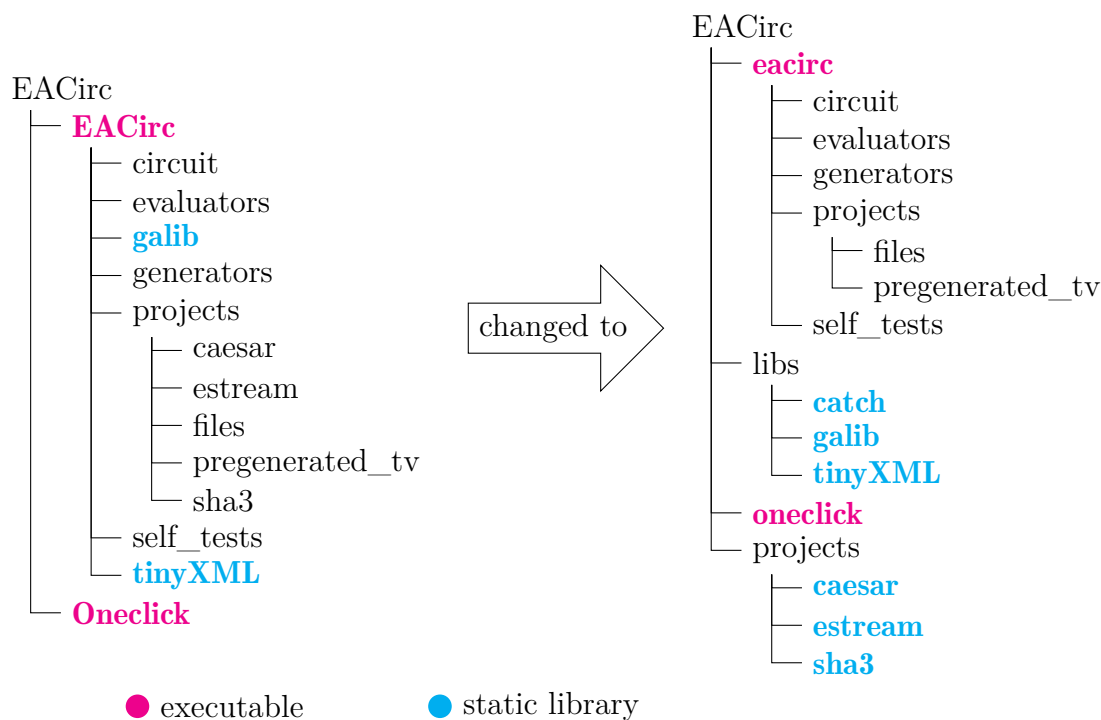 EACirc
EACirc
circuit
evaluators
galib
generators
projects
caesar
estream
files
pregenerated_tv
sha3
self_tests
tinyXML
Oneclick
changed to
EACirc
eacirc
circuit
evaluators
generators
projects
files
pregenerated_tv
self_tests
libs
catch
galib
tinyXML
oneclick
projects
caesar
estream
sha3
executable
static library